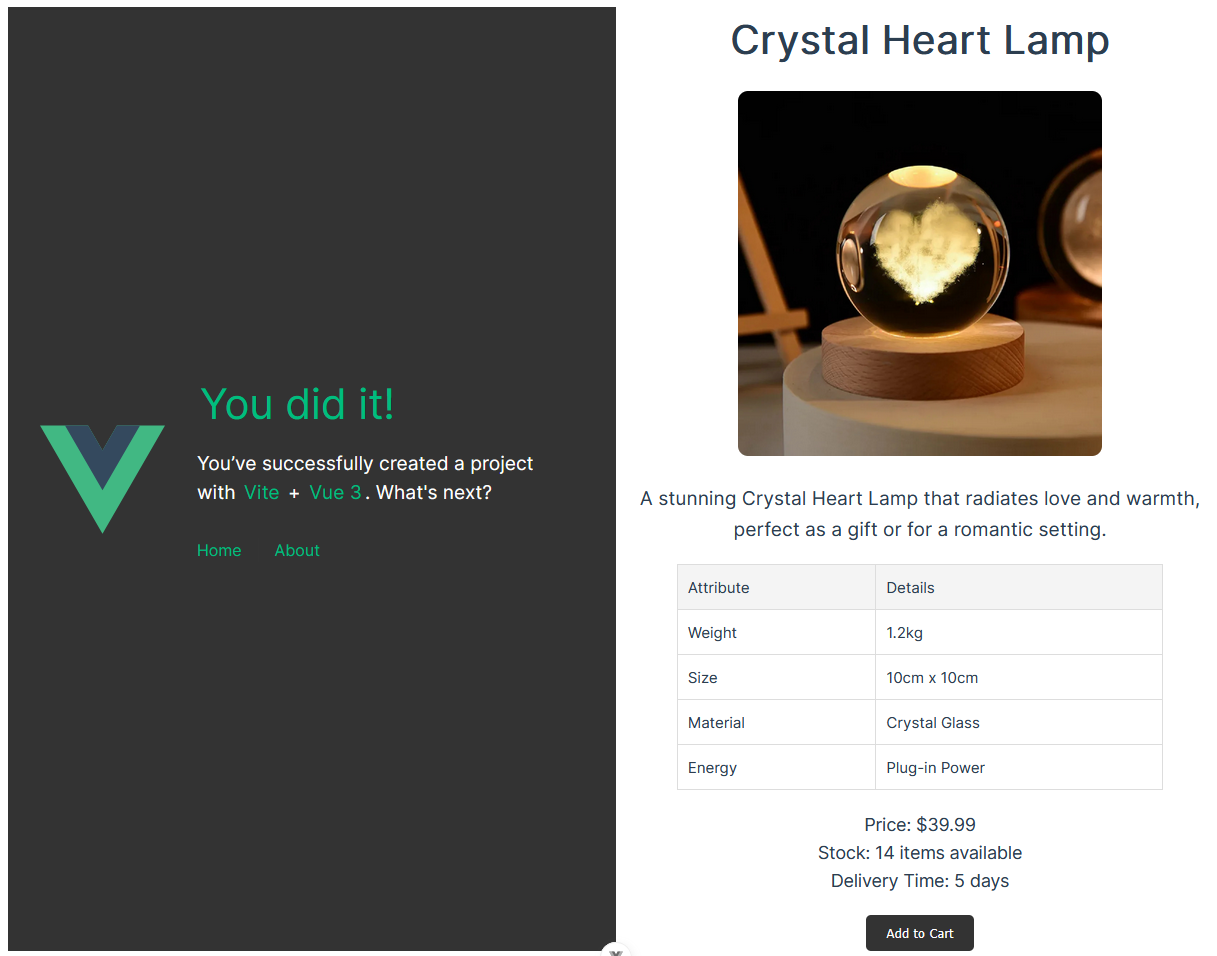 You did it!
You’ve successfully created a project
with Vite + Vue 3. What's next?
Home About
Crystal Heart Lamp
A stunning Crystal Heart Lamp that radiates love and warmth,
perfect as a gift or for a romantic setting.
Attribute Details
Weight 1.2kg
Size 10cm x 10cm
Material Crystal Glass
Energy Plug-in Power
Price: $39.99
Stock: 14 items available
Delivery Time: 5 days
Add to Cart